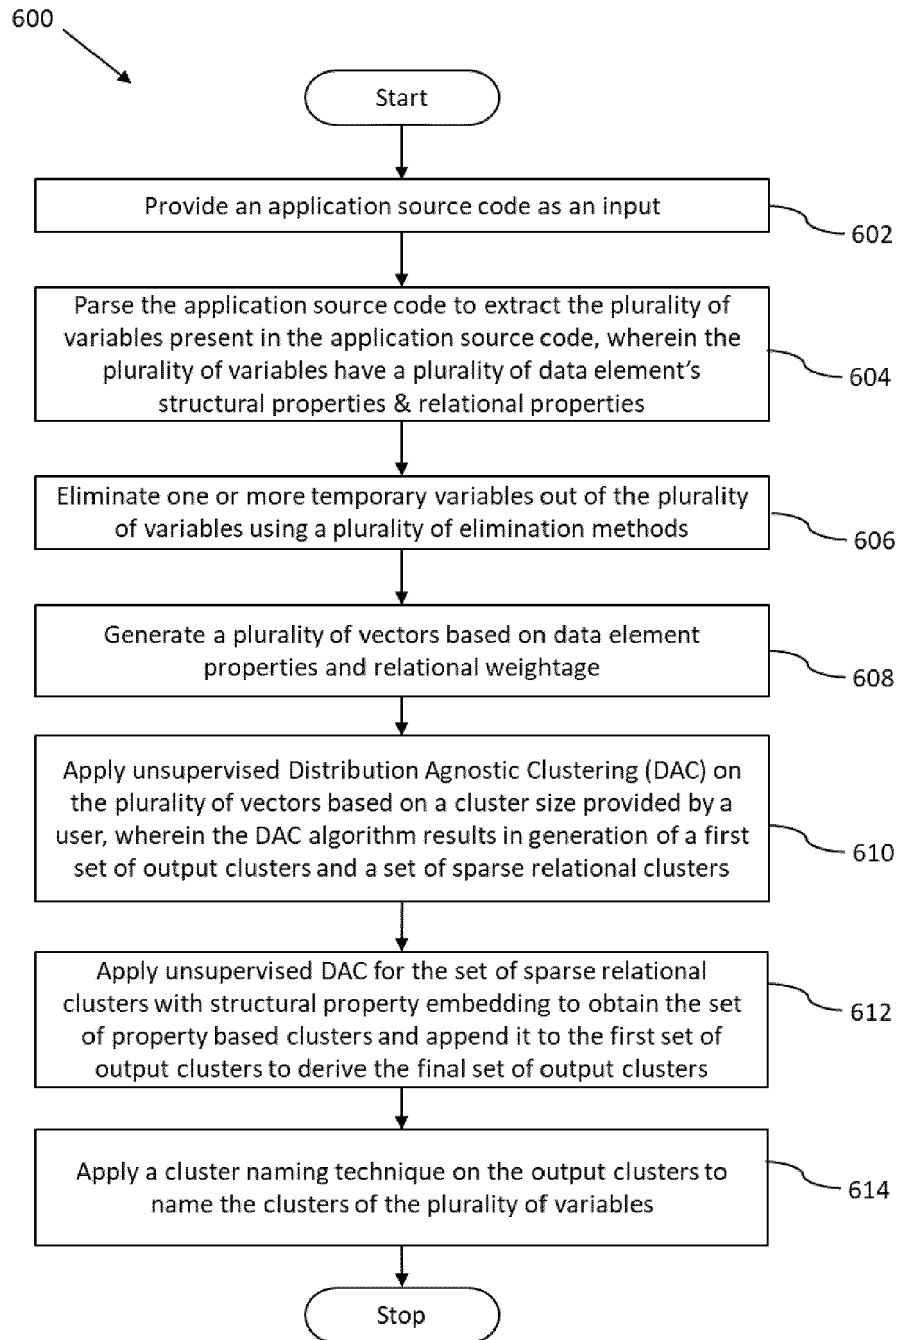 600
Start
Provide an application source code as an input
602
Parse the application source code to extract the plurality of
variables present in the application source code, wherein the
plurality of variables have a plurality of data element's
structural properties & relational properties
604
Eliminate one or more temporary variables out of the plurality
of variables using a plurality of elimination methods
606
Generate a plurality of vectors based on data element
properties and relational weightage
608
Apply unsupervised Distribution Agnostic Clustering (DAC) on
the plurality of vectors based on a cluster size provided by a
user, wherein the DAC algorithm results in generation of a first
set of output clusters and a set of sparse relational clusters
610
Apply unsupervised DAC for the set of sparse relational
clusters with structural property embedding to obtain the set
of property based clusters and append it to the first set of
output clusters to derive the final set of output clusters
612
Apply a cluster naming technique on the output clusters to
name the clusters of the plurality of variables
614
Stop